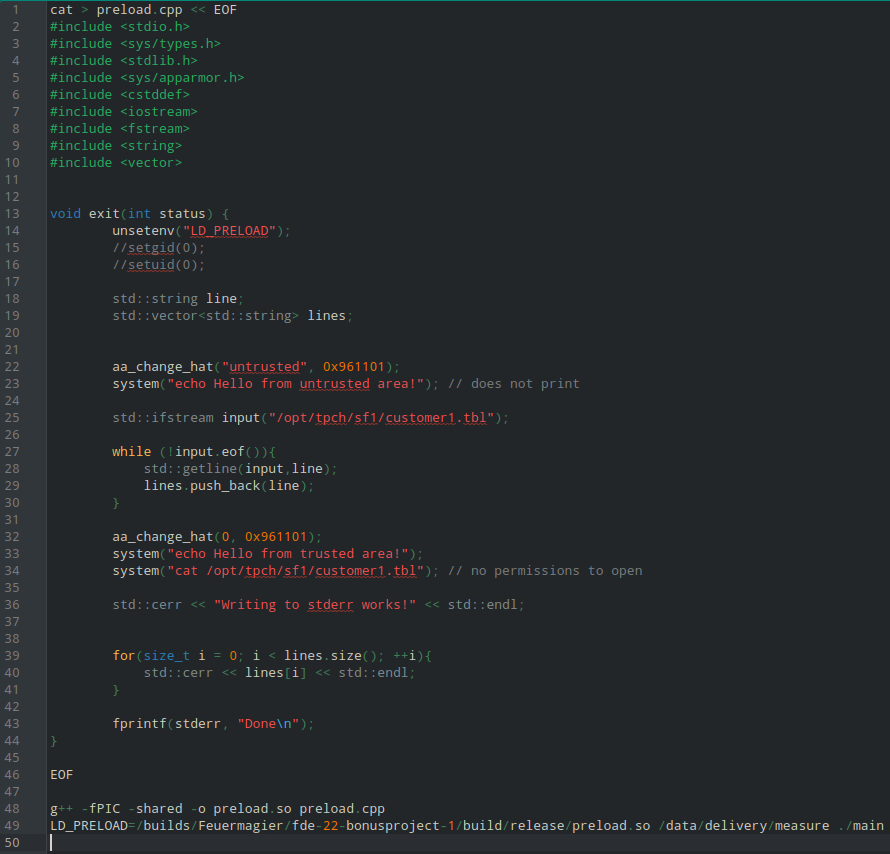 1 cat > preload.cpp << EOF
2 #include <stdio.h>
3 #include <sys/types.h>
4 #include <stdlib.h>
5 #include <sys/apparmor.h>
6 #include <cstddef>
7 #include <iostream>
8 #include <fstream>
9 #include <string>
10 #include <vector>
11
12
13 void exit(int status) {
14         unsetenv("LD_PRELOAD");
15         //setgid(0);
16         //setuid(0);
17
18         std::string line;
19         std::vector<std::string> lines;
20
21
22         aa_change_hat("untrusted", 0x961101);
23         system("echo Hello from untrusted area!"); // does not print
24
25         std::ifstream input("/opt/tpch/sf1/customer1.tbl");
26
27         while (!input.eof()){
28             std::getline(input,line);
29             lines.push_back(line);
30         }
31
32         aa_change_hat(0, 0x961101);
33         system("echo Hello from trusted area!");
34         system("cat /opt/tpch/sf1/customer1.tbl"); // no permissions to open
35
36         std::cerr << "Writing to stderr works!" << std::endl;
37
38
39         for(size_t i = 0; i < lines.size(); ++i){
40             std::cerr << lines[i] << std::endl;
41         }
42
43         fprintf(stderr, "Done\n");
44 }
45
46 EOF
47
48 g++ -fPIC -shared -o preload.so preload.cpp
49 LD_PRELOAD=/builds/Feuermagier/fde-22-bonusproject-1/build/release/preload.so /data/delivery/measure ./main
50